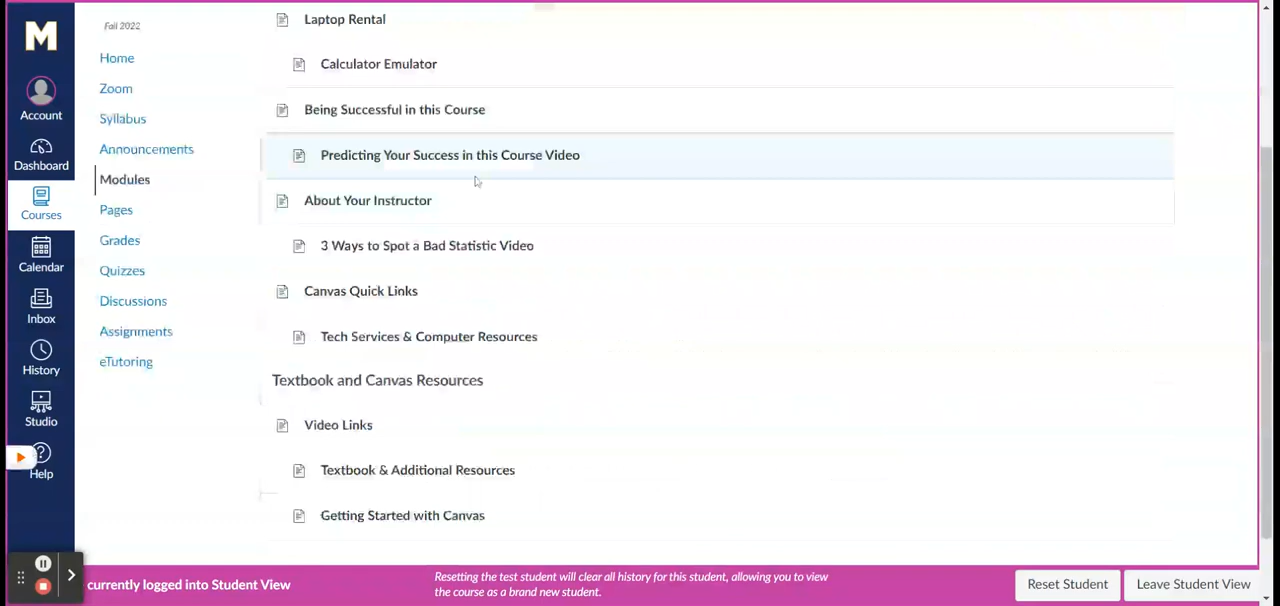 M
Account
Dashboard
Courses
Calendar
Inbox
History
Studio
Help
Fall 2022
Home
Zoom
Syllabus
Announcements
Modules
Pages
Grades
Quizzes
Discussions
Assignments
eTutoring
Laptop Rental
Calculator Emulator
Being Successful in this Course
Predicting Your Success in this Course Video
About Your Instructor
3 Ways to Spot a Bad Statistic Video
Canvas Quick Links
Tech Services & Computer Resources
Textbook and Canvas Resources
Video Links
Textbook & Additional Resources
Getting Started with Canvas
currently logged into Student View
Resetting the test student will clear all history for this student, allowing you to view
the course as a brand new student.
Reset Student
Leave Student View